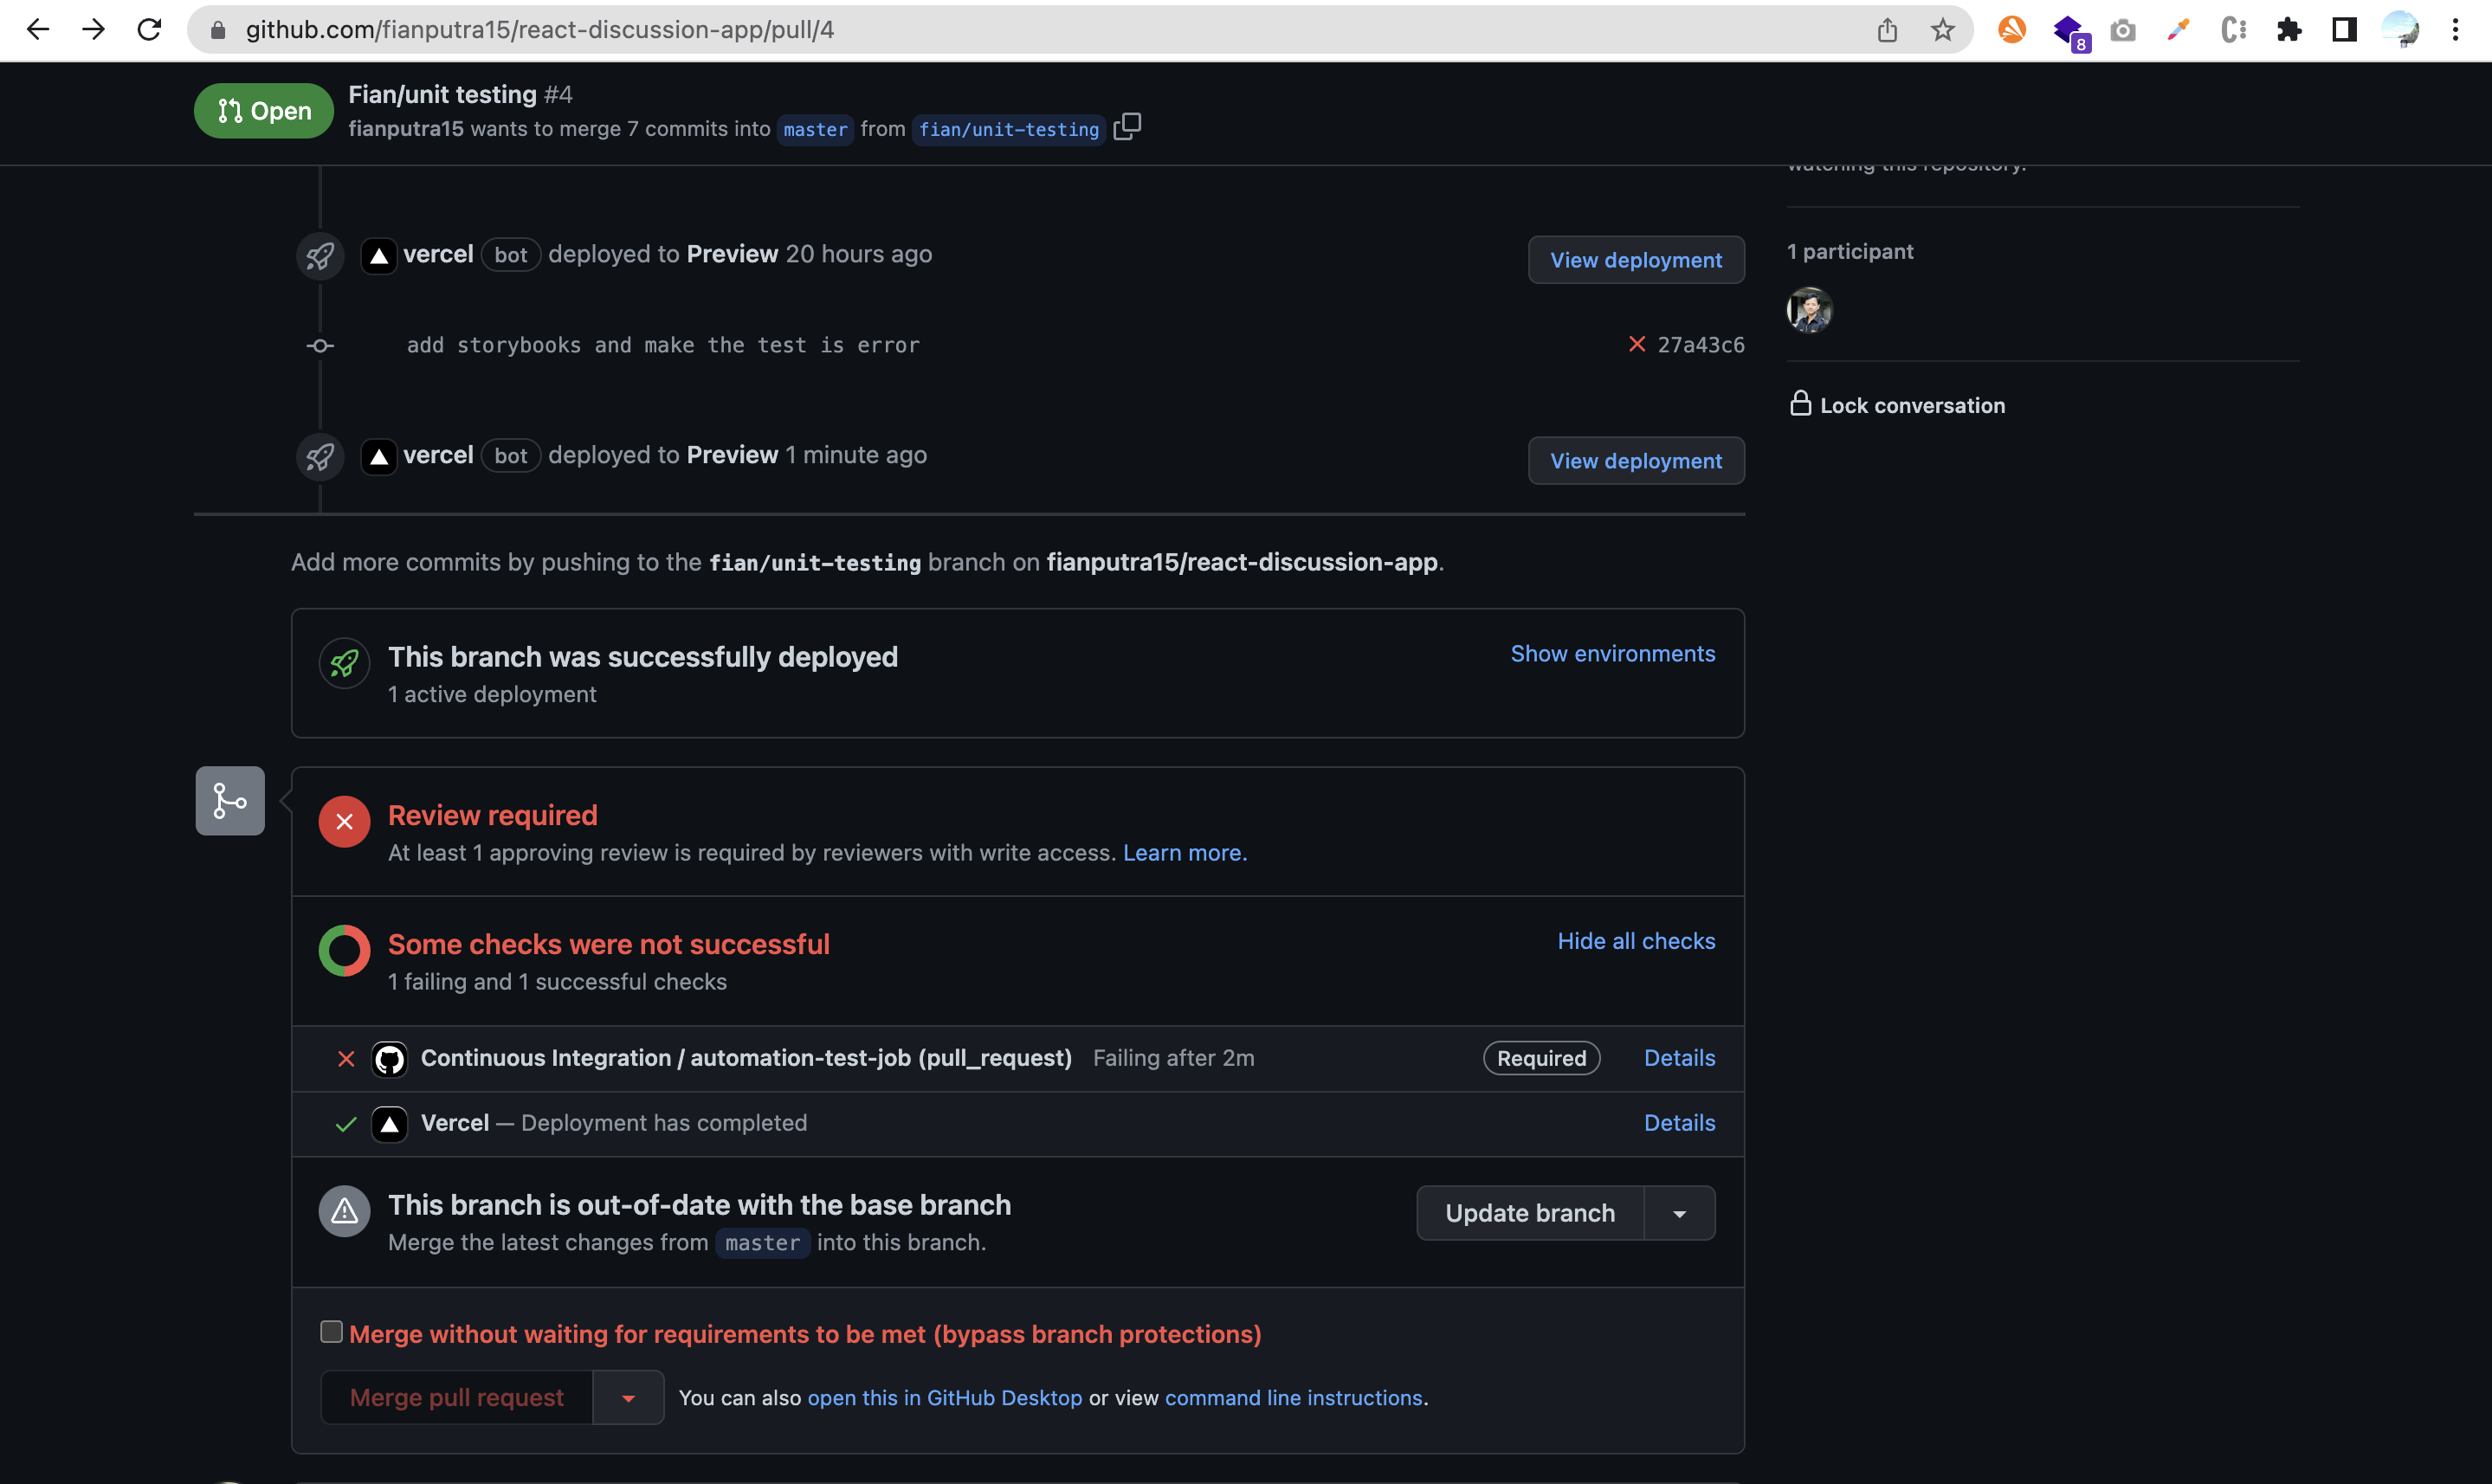 github.com/fianputra15/react-discussion-app/pull/4
8
Open
Fian/unit testing #4
fianputra15 wants to merge 7 commits into master from fian/unit-testing
watching this repository.
vercel bot deployed to Preview 20 hours ago
View deployment
1 participant
add storybooks and make the test is error
27a43c6
Lock conversation
vercel bot deployed to Preview 1 minute ago
View deployment
Add more commits by pushing to the fian/unit-testing branch on fianputra15/react-discussion-app.
This branch was successfully deployed
Show environments
1 active deployment
Review required
At least 1 approving review is required by reviewers with write access. Learn more.
Some checks were not successful
Hide all checks
1 failing and 1 successful checks
Continuous Integration / automation-test-job (pull_request) Failing after 2m
Required
Details
Vercel — Deployment has completed
Details
This branch is out-of-date with the base branch
Update branch
Merge the latest changes from master into this branch.
Merge without waiting for requirements to be met (bypass branch protections)
Merge pull request
You can also open this in GitHub Desktop or view command line instructions.